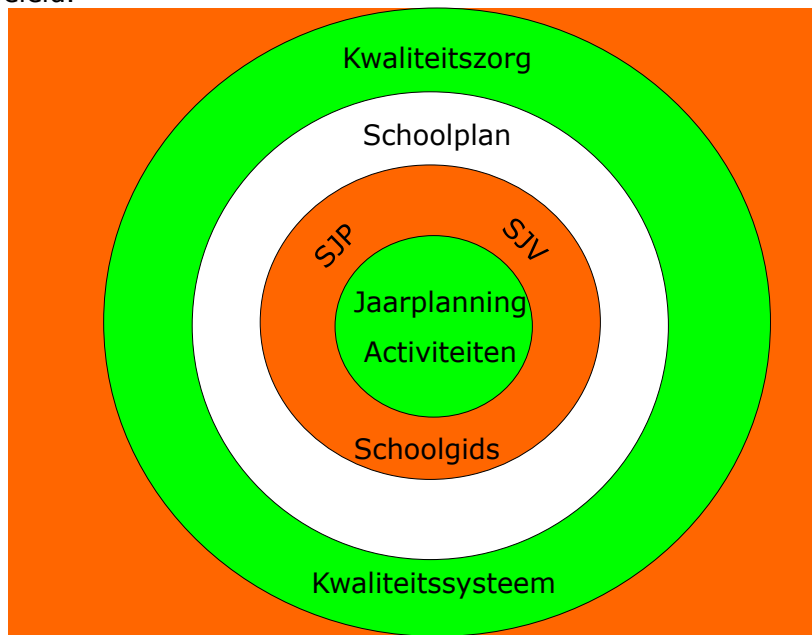 Kwaliteitszorg
Schoolplan
SJP
SJV
Jaarplanning
Activiteiten
Schoolgids
Kwaliteitssysteem